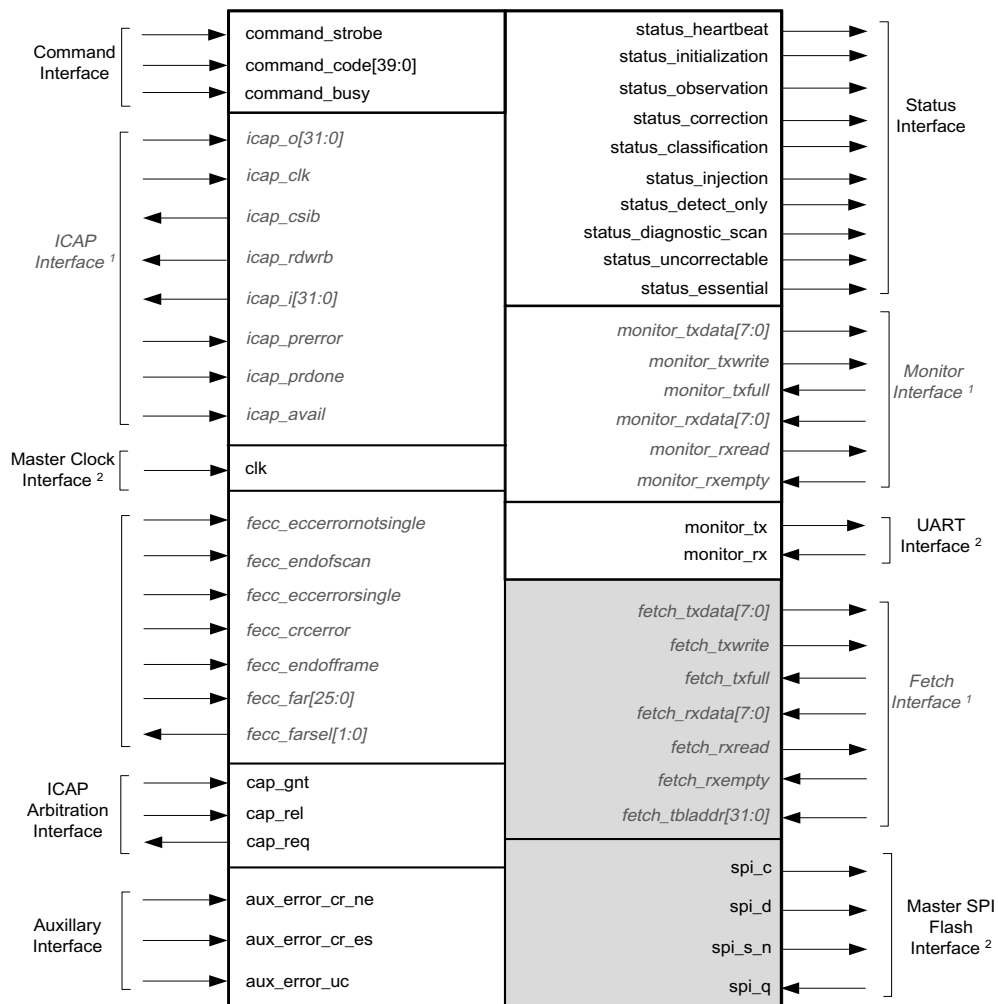 Command
Interface
command_strobe
command_code[39:0]
command_busy
ICAP
Interface 1
icap_o[31:0]
icap_clk
icap_csib
icap_rdwrb
icap_i[31:0]
icap_prerror
icap_prdone
icap_avail
Master Clock
Interface 2
clk
fecc_eccerrornotsingle
fecc_endofscan
fecc_eccerrorsingle
fecc_crcerror
fecc_endofframe
fecc_far[25:0]
fecc_farsel[1:0]
ICAP
Arbitration
Interface
cap_gnt
cap_rel
cap_req
Auxillary
Interface
aux_error_cr_ne
aux_error_cr_es
aux_error_uc
status_heartbeat
status_initialization
status_observation
status_correction
status_classification
status_injection
status_detect_only
status_diagnostic_scan
status_uncorrectable
status_essential
Status
Interface
monitor_txdata[7:0]
monitor_txwrite
monitor_txfull
monitor_rxdata[7:0]
monitor_rxread
monitor_rxempty
Monitor
Interface 1
monitor_tx
monitor_rx
UART
Interface 2
fetch_txdata[7:0]
fetch_txwrite
fetch_txfull
fetch_rxdata[7:0]
fetch_rxread
fetch_rxempty
fetch_tbladdr[31:0]
Fetch
Interface 1
spi_c
spi_d
spi_s_n
spi_q
Master SPI
Flash
Interface 2